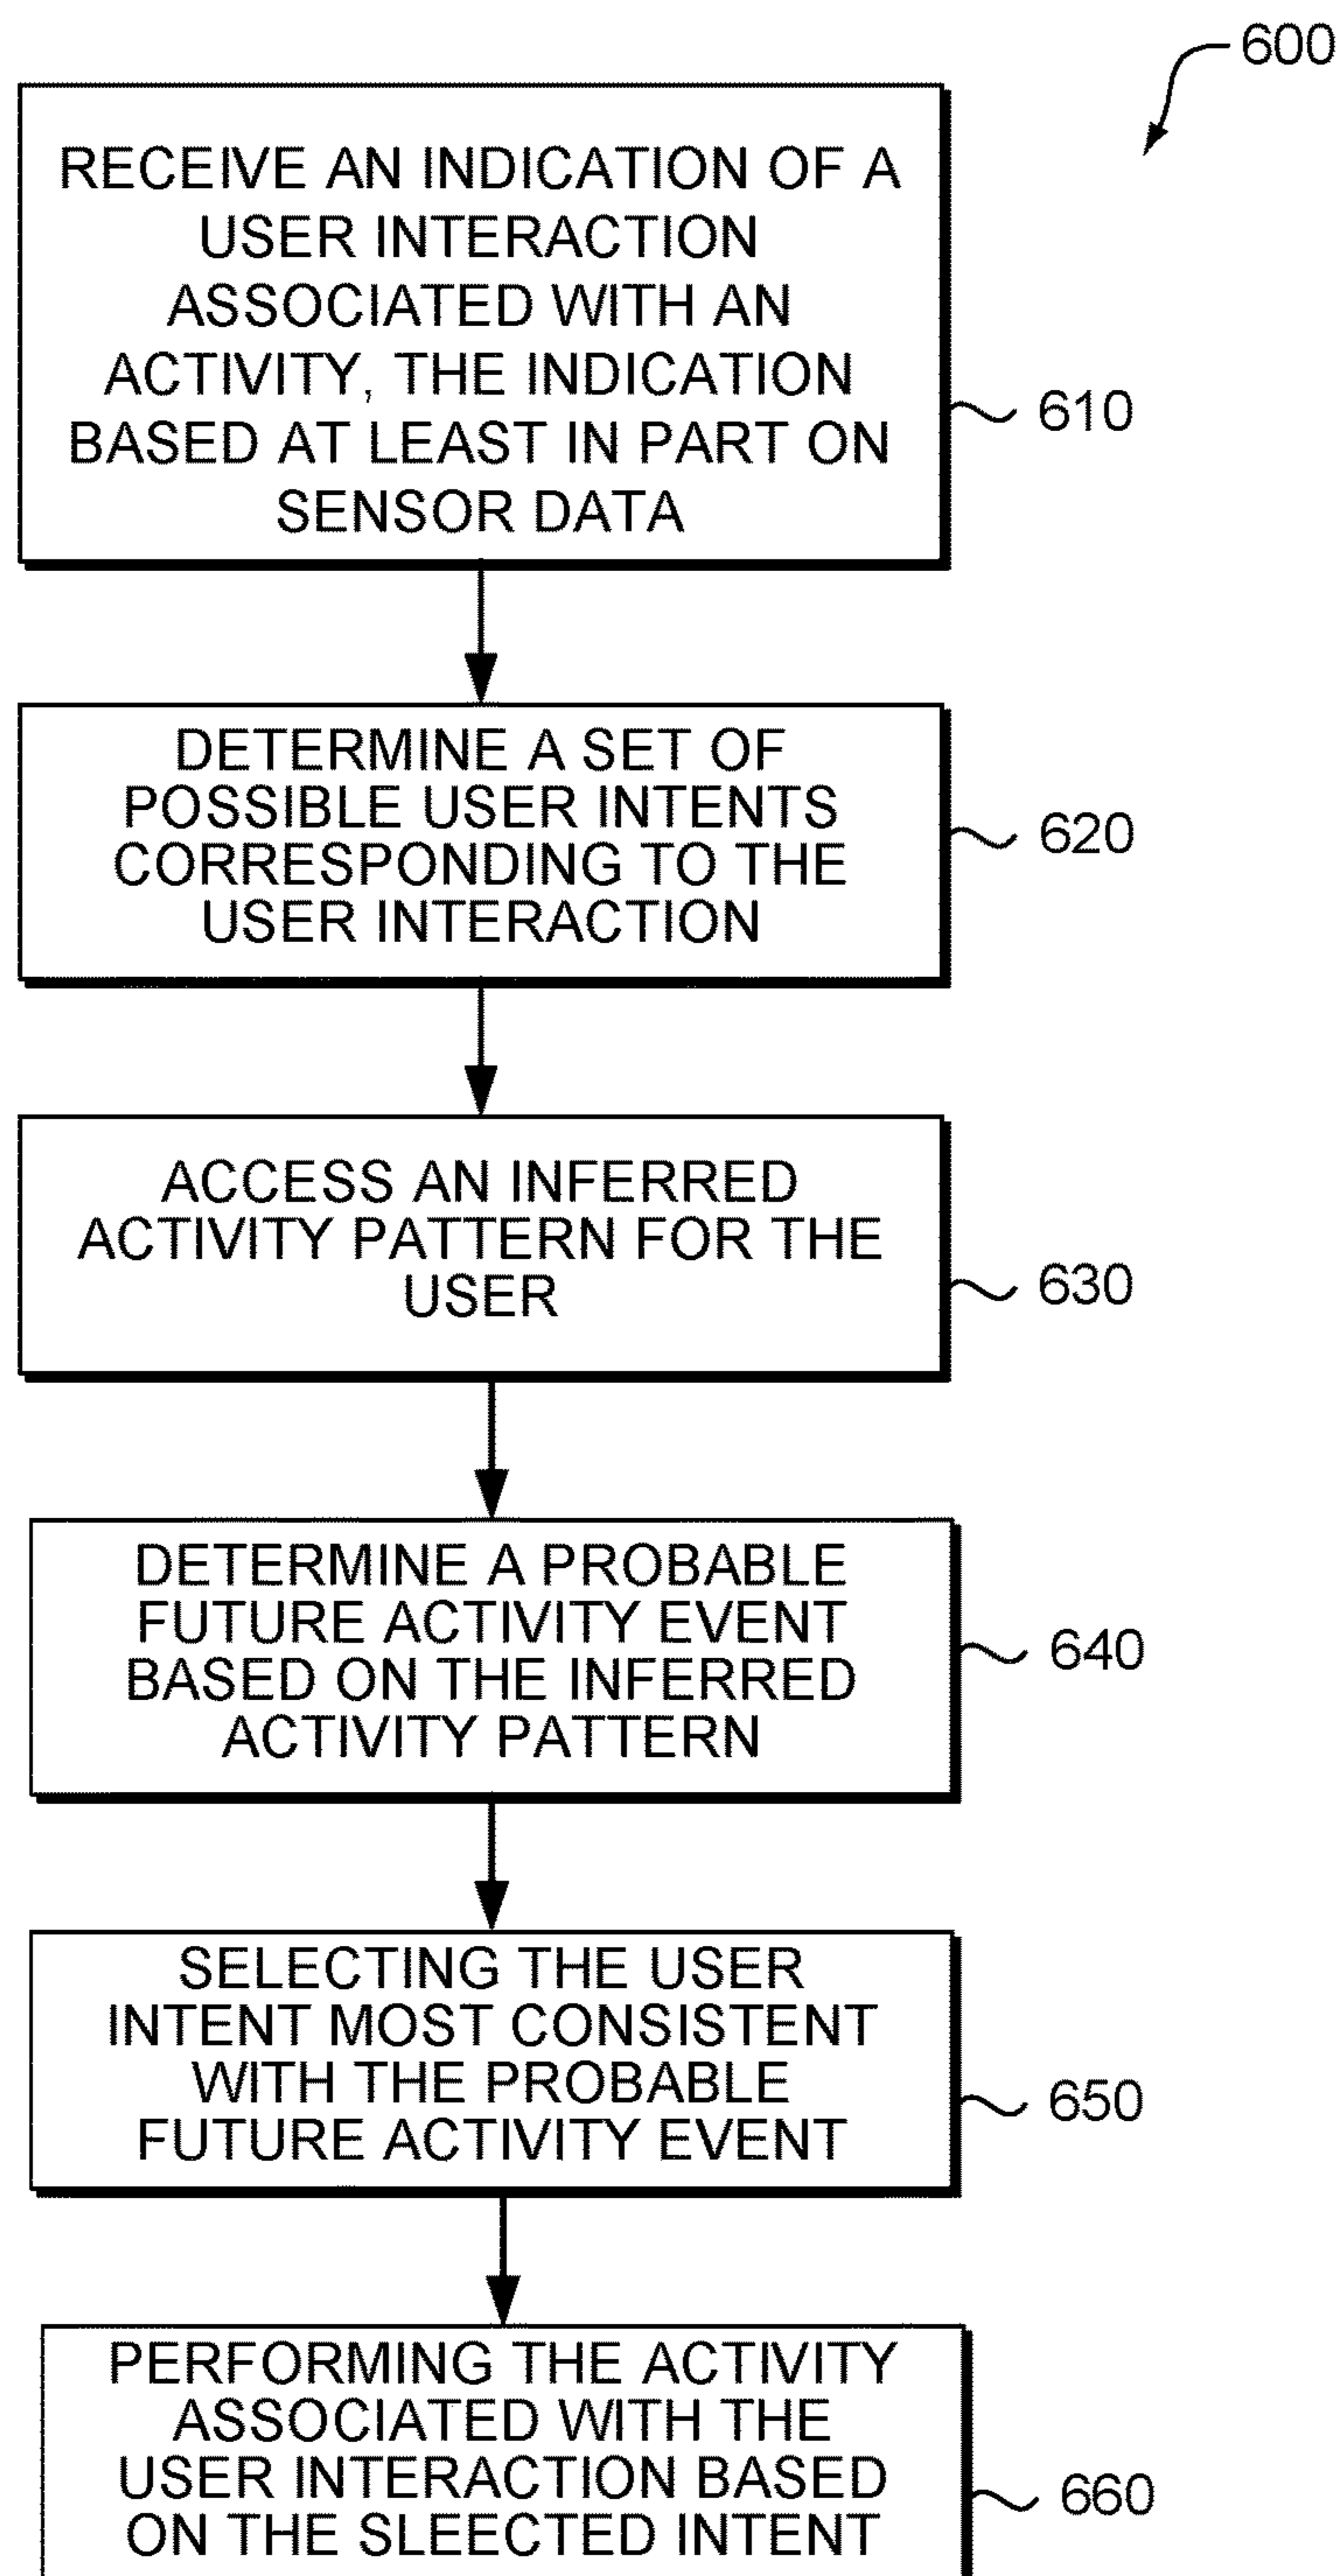 600
RECEIVE AN INDICATION OF A
USER INTERACTION
ASSOCIATED WITH AN
ACTIVITY, THE INDICATION
BASED AT LEAST IN PART ON
SENSOR DATA
610
DETERMINE A SET OF
POSSIBLE USER INTENTS
CORRESPONDING TO THE
USER INTERACTION
620
ACCESS AN INFERRED
ACTIVITY PATTERN FOR THE
USER
630
DETERMINE A PROBABLE
FUTURE ACTIVITY EVENT
BASED ON THE INFERRED
ACTIVITY PATTERN
640
SELECTING THE USER
INTENT MOST CONSISTENT
WITH THE PROBABLE
FUTURE ACTIVITY EVENT
650
PERFORMING THE ACTIVITY
ASSOCIATED WITH THE
USER INTERACTION BASED
ON THE SLEECTED INTENT
660